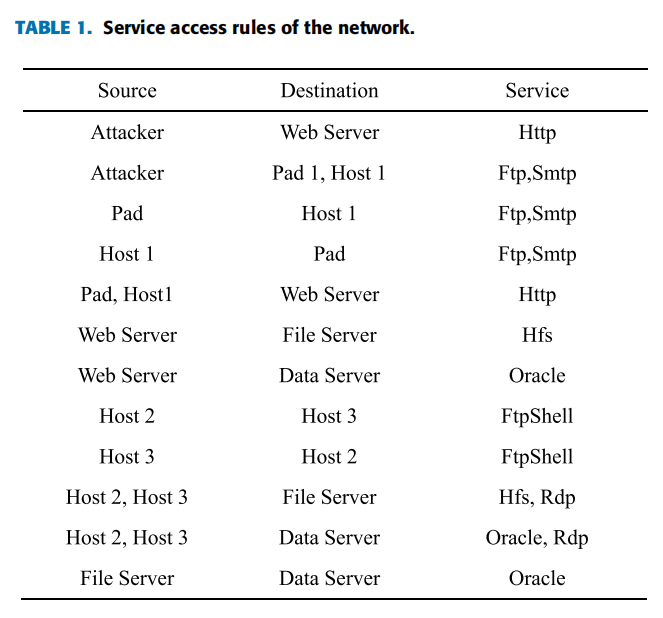 TABLE 1. Service access rules of the network.
Source Destination Service
Attacker Web Server Http
Attacker Pad 1, Host 1 Ftp,Smtp
Pad Host 1 Ftp,Smtp
Host 1 Pad Ftp,Smtp
Pad, Host1 Web Server Http
Web Server File Server Hfs
Web Server Data Server Oracle
Host 2 Host 3 FtpShell
Host 3 Host 2 FtpShell
Host 2, Host 3 File Server Hfs, Rdp
Host 2, Host 3 Data Server Oracle, Rdp
File Server Data Server Oracle